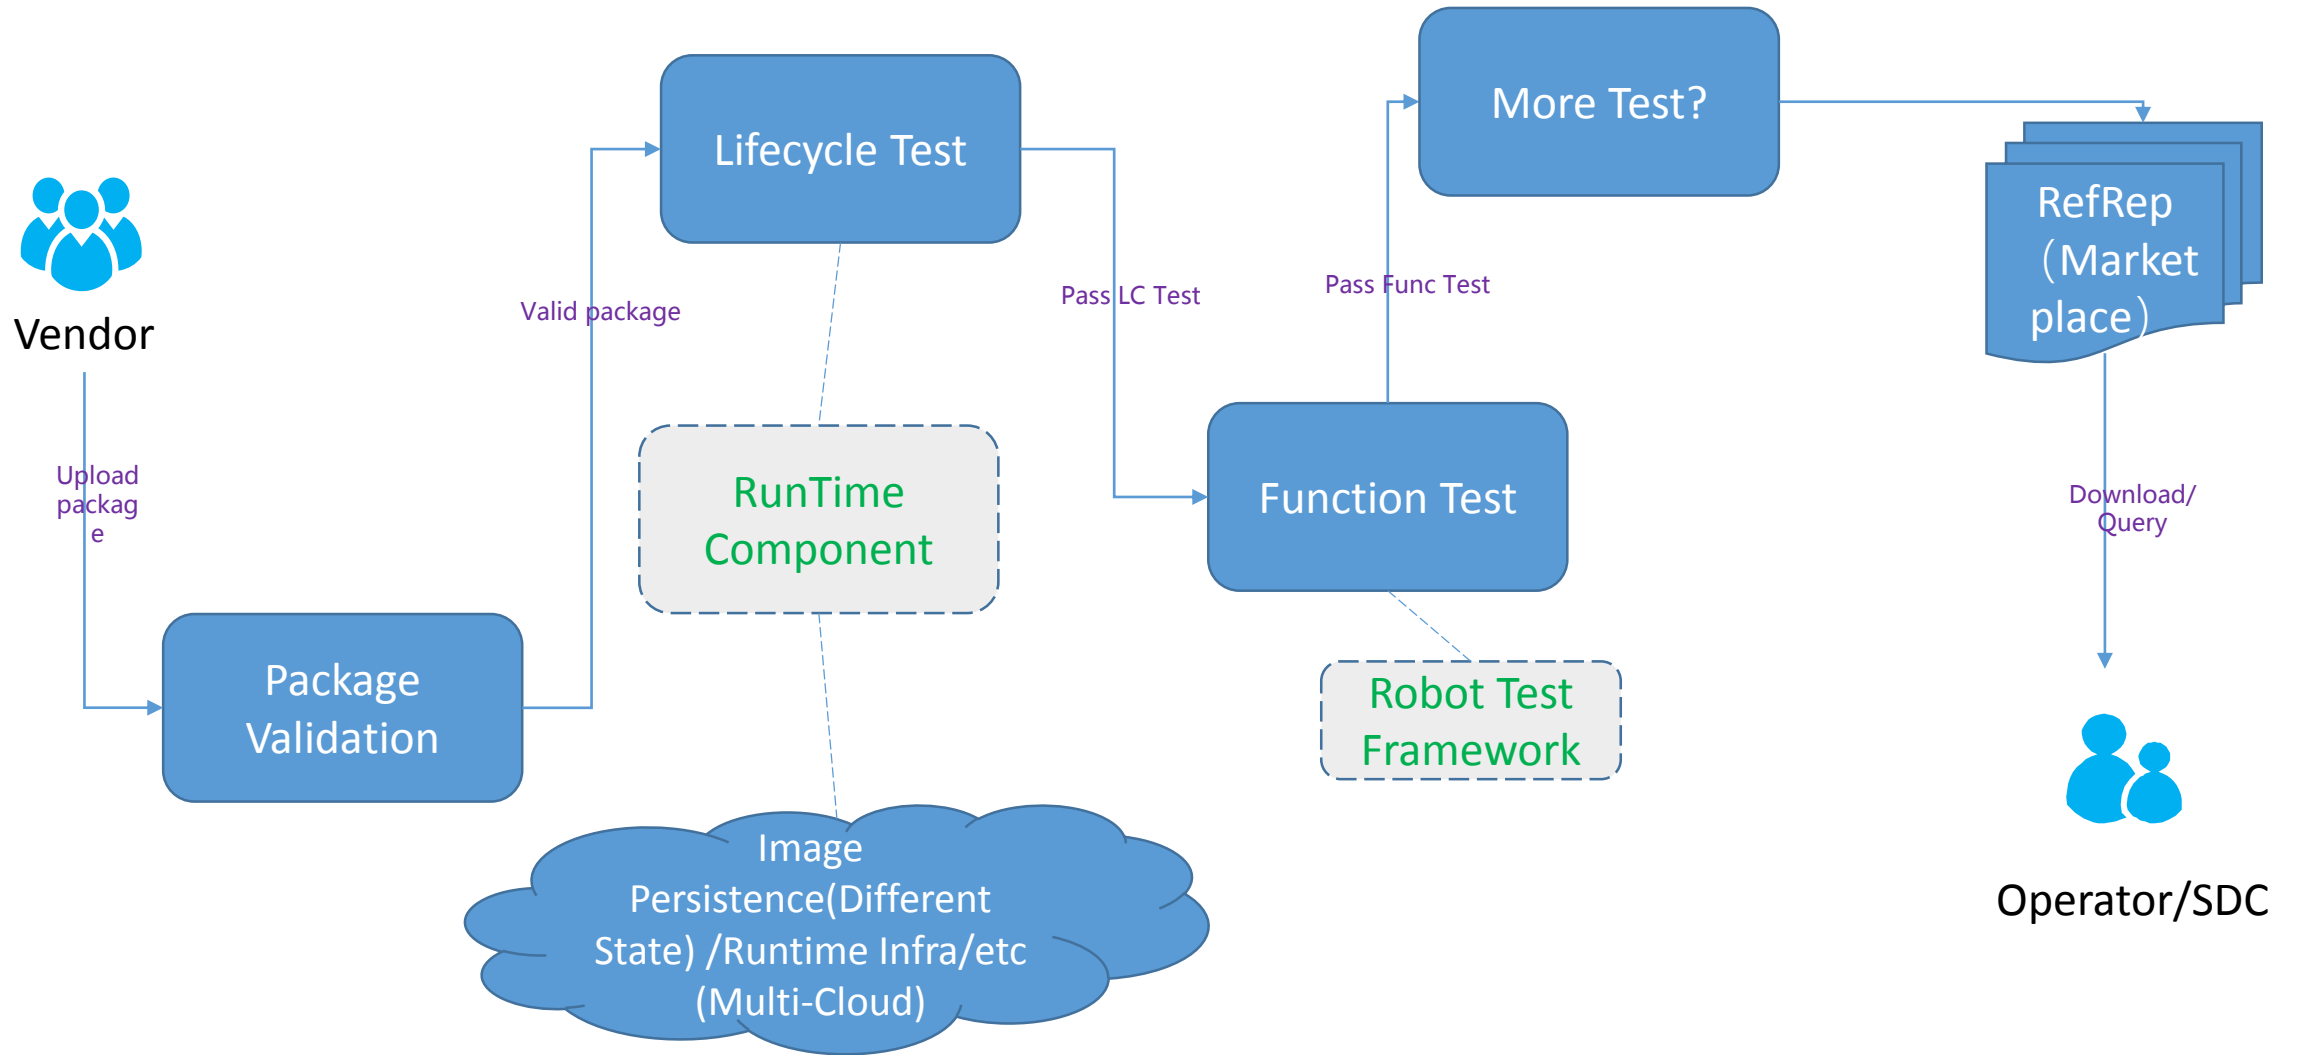 Vendor
Upload
packag
e
Package
Validation
Valid package
Lifecycle Test
RunTime
Component
Image
Persistence(Different
State) /Runtime Infra/etc
(Multi-Cloud)
Pass LC Test
Function Test
Robot Test
Framework
Pass Func Test
More Test?
RefRep
（Market
place）
Download/
Query
Operator/SDC